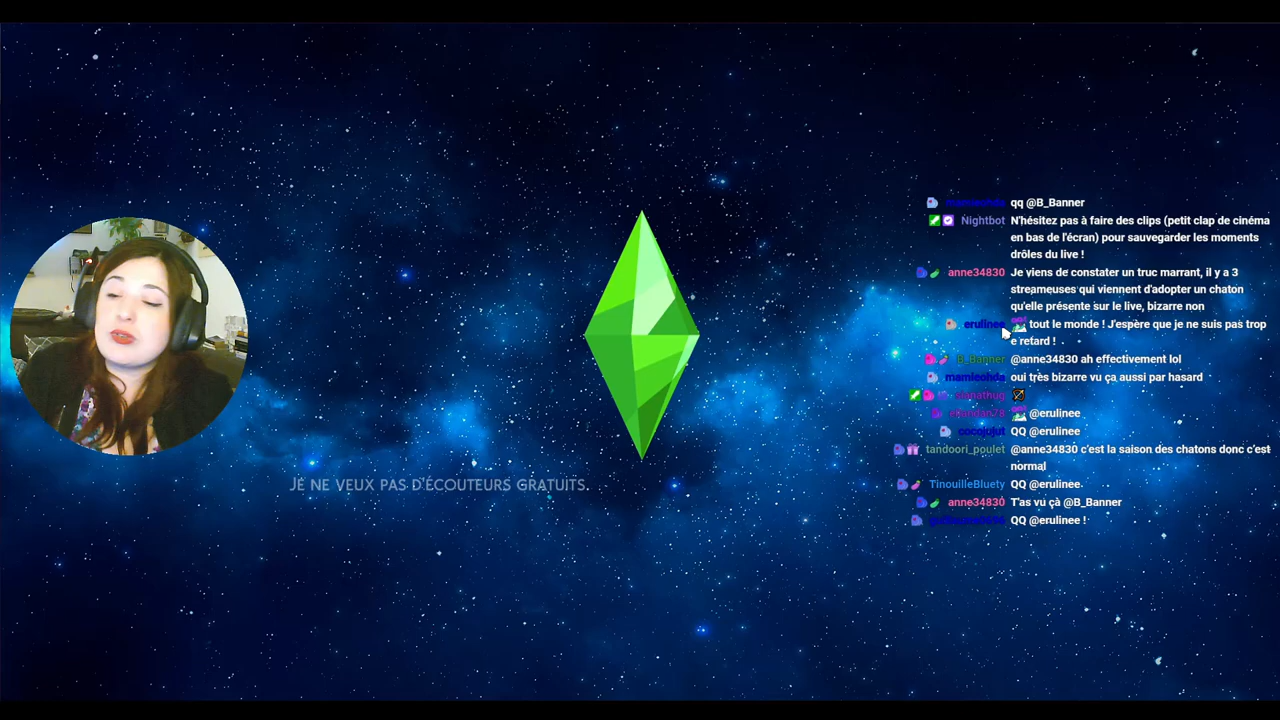 mamieohda qq @B_Banner
Nightbot N'hésitez pas à faire des clips (petit clap de cinéma
en bas de l'écran) pour sauvegarder les moments
drôles du live !
anne34830 Je viens de constater un truc marrant, il y a 3
streameuses qui viennent d'adopter un chaton
qu'elle présente sur le live, bizarre non
erulinee tout le monde ! J'espère que je ne suis pas trop
e retard !
B_Banner @anne34830 ah effectivement lol
mamieohda oui très bizarre vu ça aussi par hasard
@erulinee
cocojojut QQ @erulinee
tandoori_poulet @anne34830 c'est la saison des chatons donc c'est
normal
JE NE VEUX PAS D'ÉCOUTEURS GRATUITS.
TinouilleBluety QQ @erulinee
anne34830 T'as vu çà @B_Banner
QQ @erulinee !